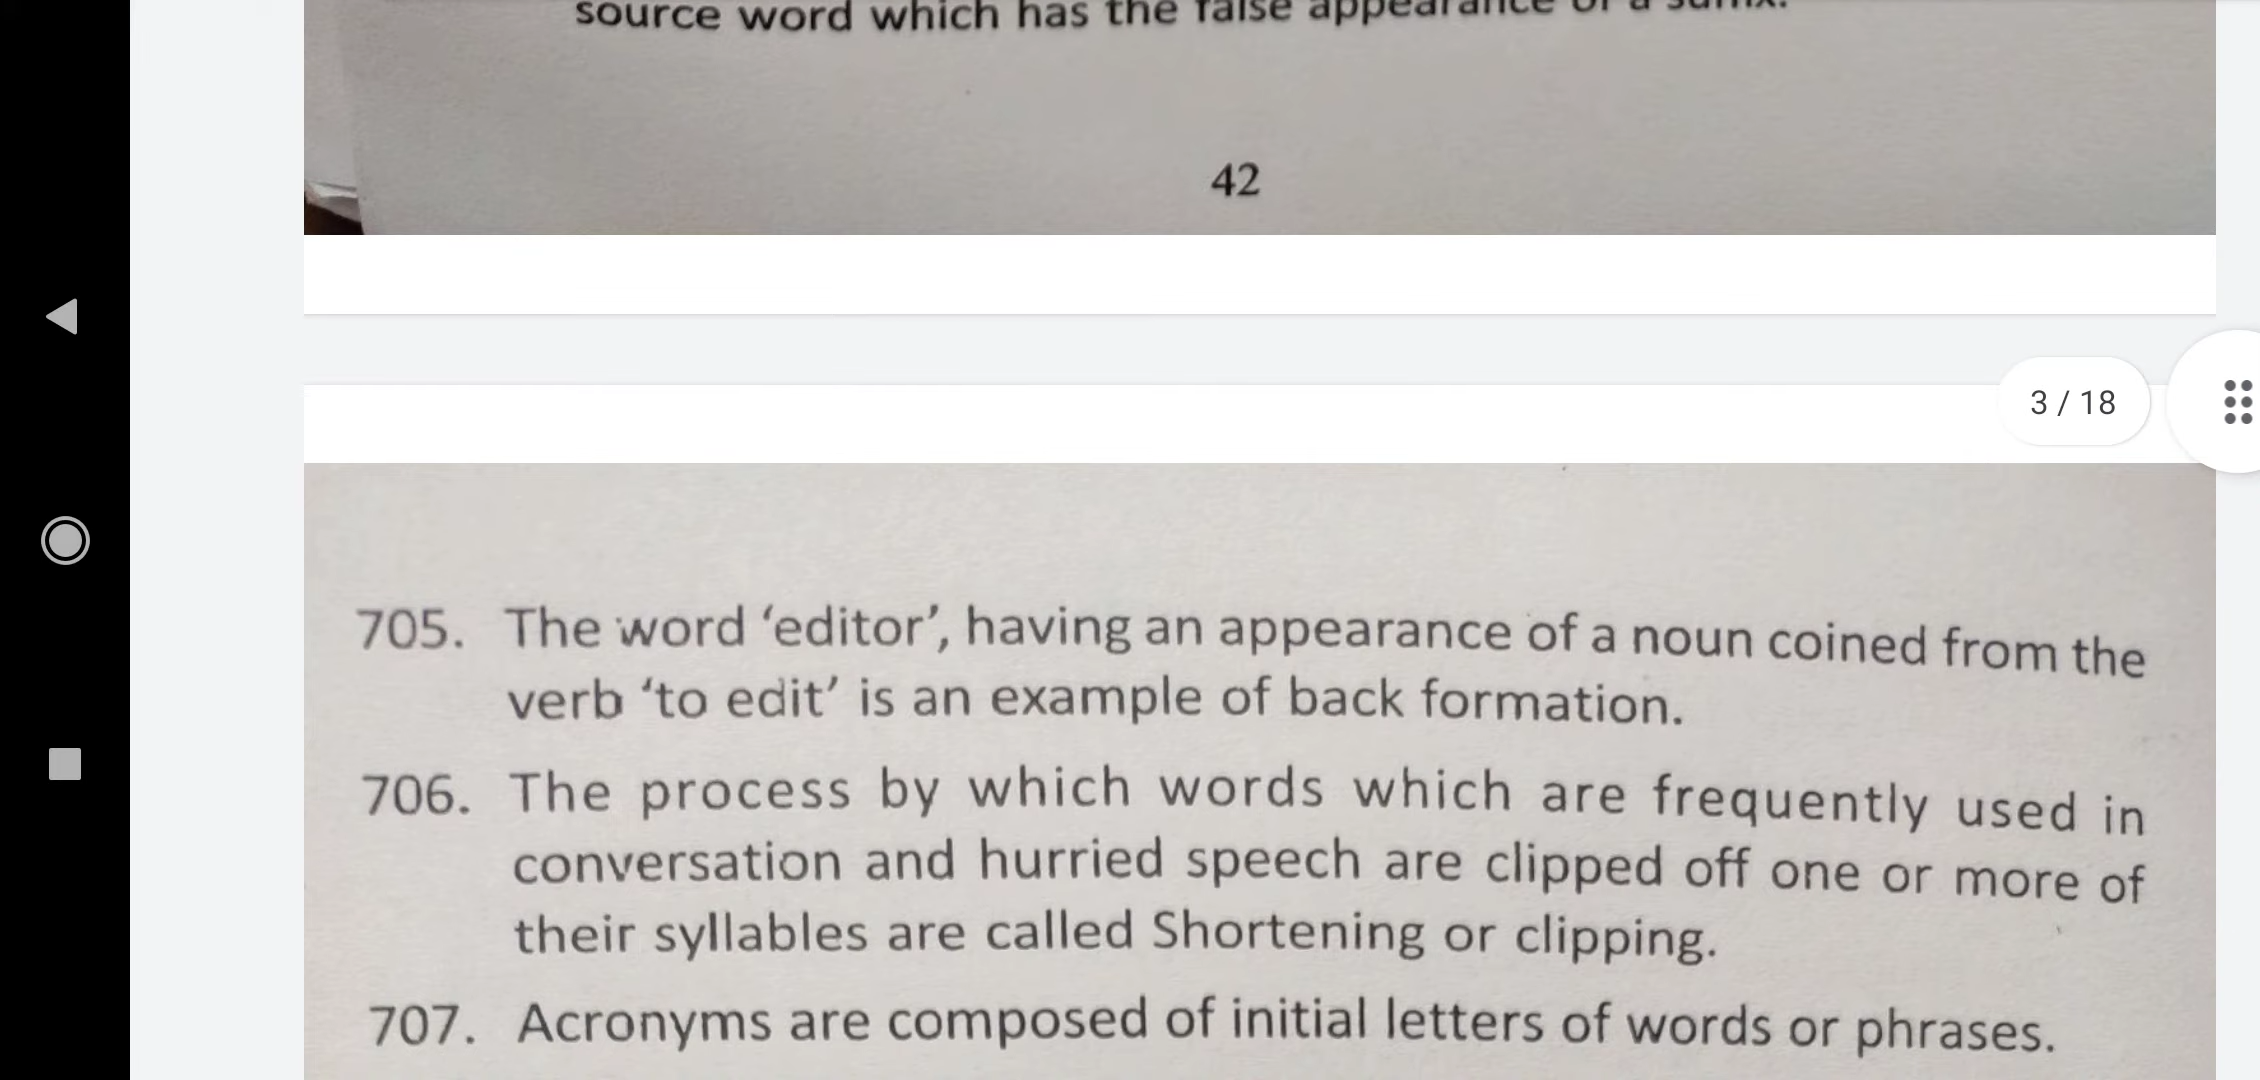 source word which has the false appearance of a suffix.
42
3 / 18
705. The word ‘editor’, having an appearance of a noun coined from the
verb ‘to edit’ is an example of back formation.
706. The process by which words which are frequently used in
conversation and hurried speech are clipped off one or more of
their syllables are called Shortening or clipping.
707. Acronyms are composed of initial letters of words or phrases.